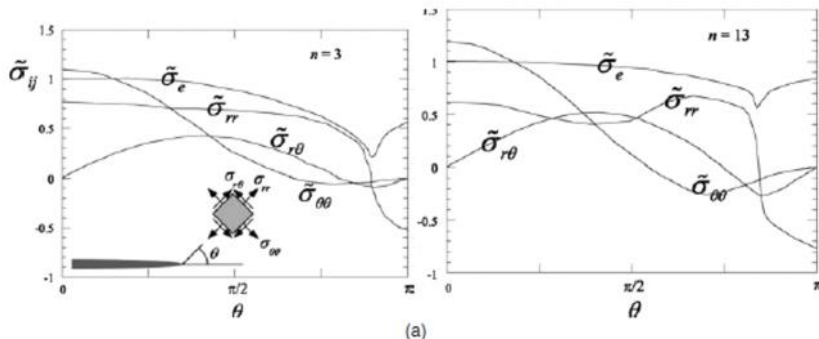 n = 3
n = 13
σ̃ij
1.5
1
0.5
0
-0.5
-1
σ̃e
σ̃rr
σ̃rθ
σ̃θθ
σrθ
σrr
σθθ
θ
0
π/2
π
θ
1.5
1
0.5
0
-0.5
-1
σ̃e
σ̃rr
σ̃rθ
σ̃θθ
0
π/2
π
θ
(a)